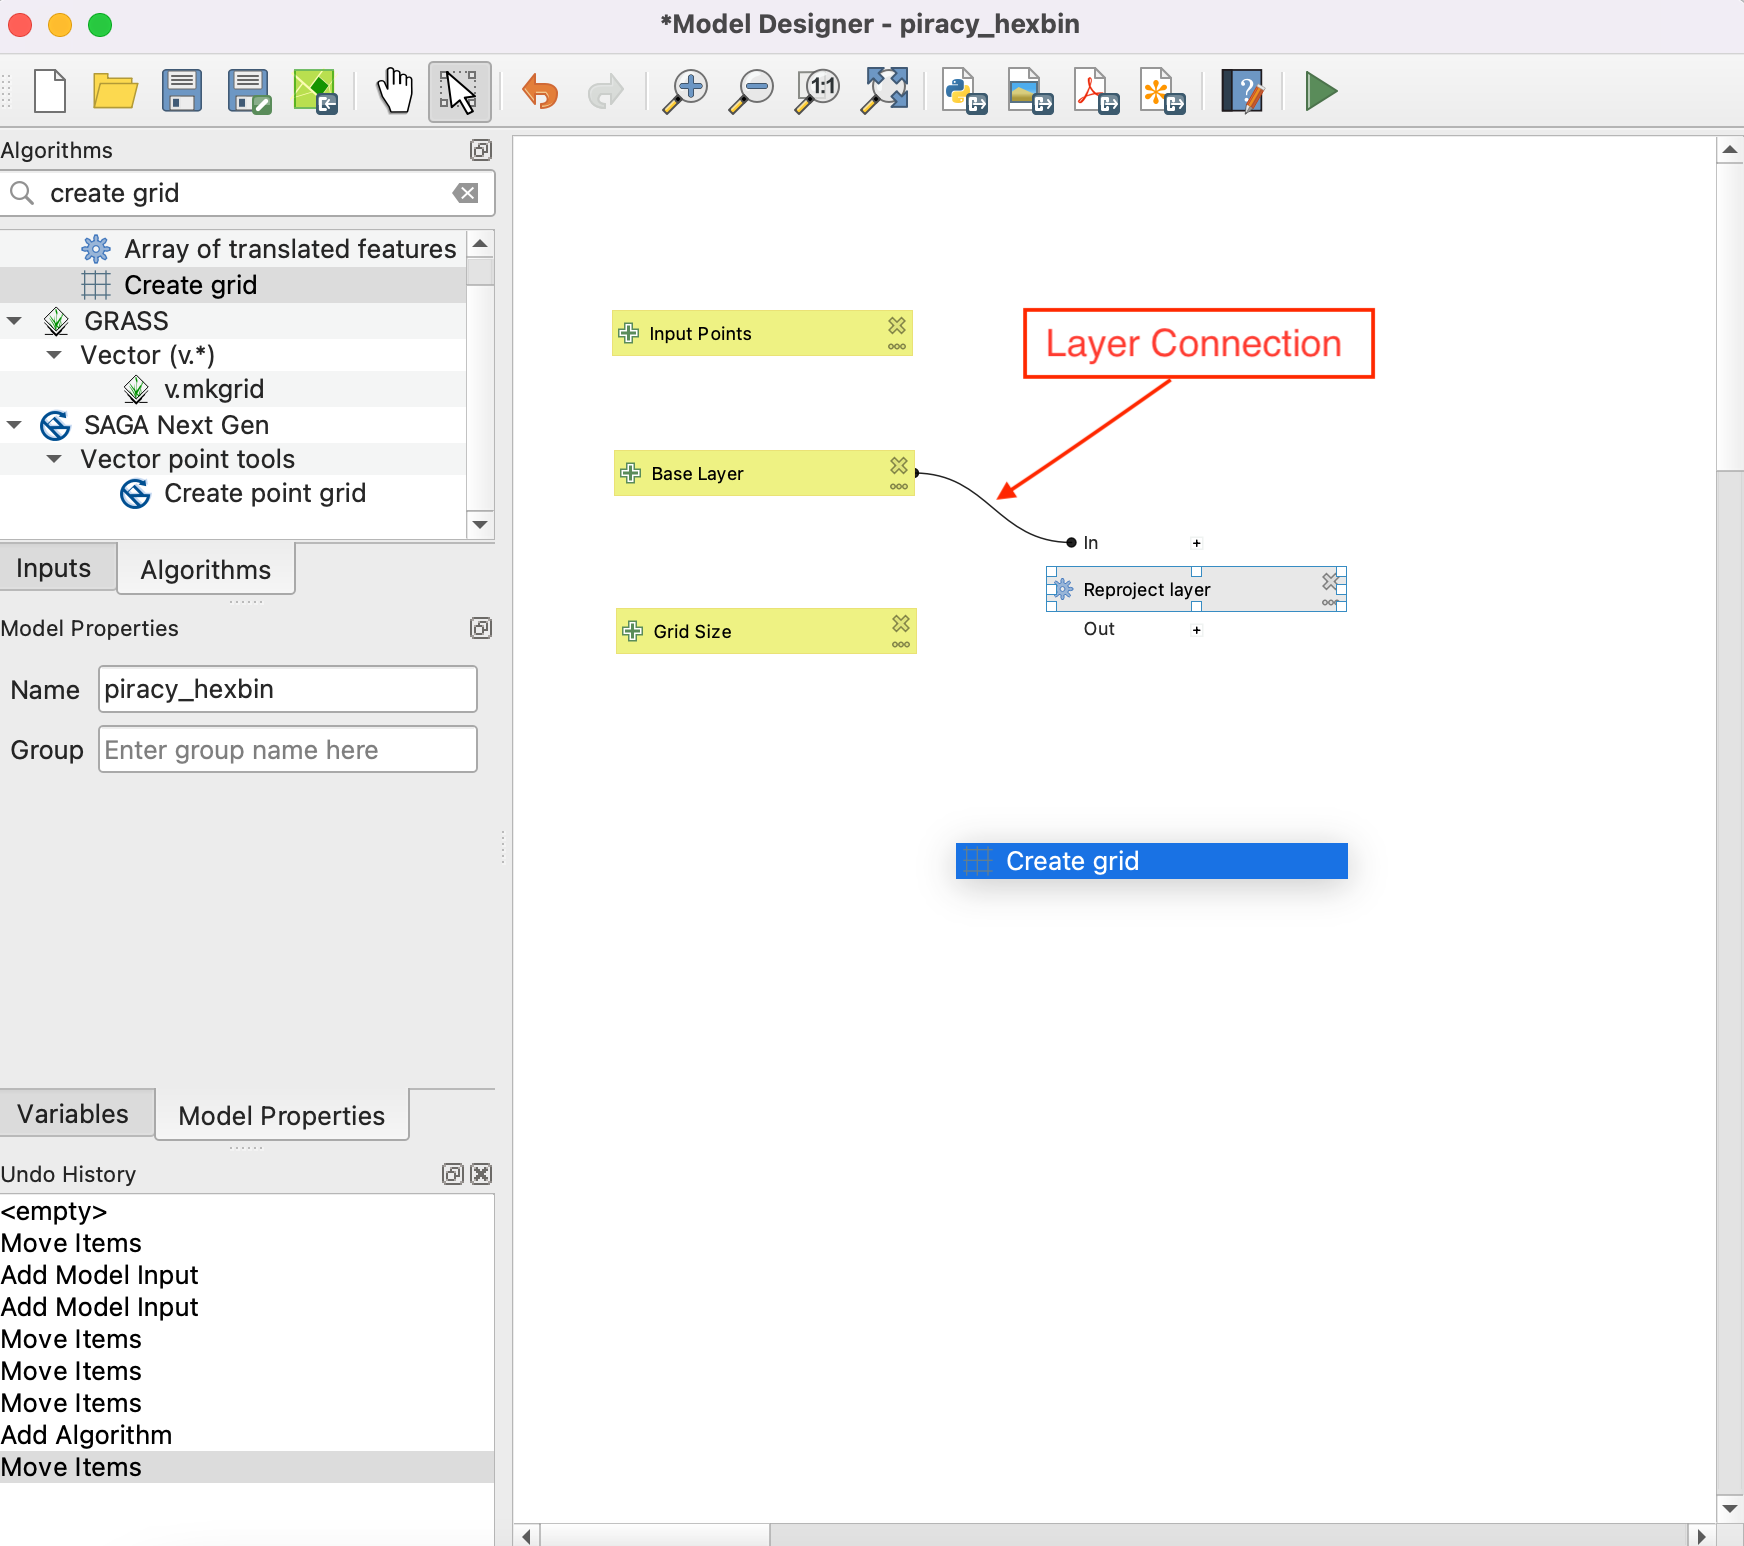 *Model Designer - piracy_hexbin
1:1
Algorithms
create grid
Array of translated features
Create grid
GRASS
Vector (v.*)
v.mkgrid
SAGA Next Gen
Vector point tools
Create point grid
Inputs
Algorithms
Model Properties
Name
piracy_hexbin
Group
Enter group name here
Variables
Model Properties
Undo History
<empty>
Move Items
Add Model Input
Add Model Input
Move Items
Move Items
Move Items
Add Algorithm
Move Items
Input Points
Layer Connection
Base Layer
In +
Reproject layer
Out +
Grid Size
Create grid